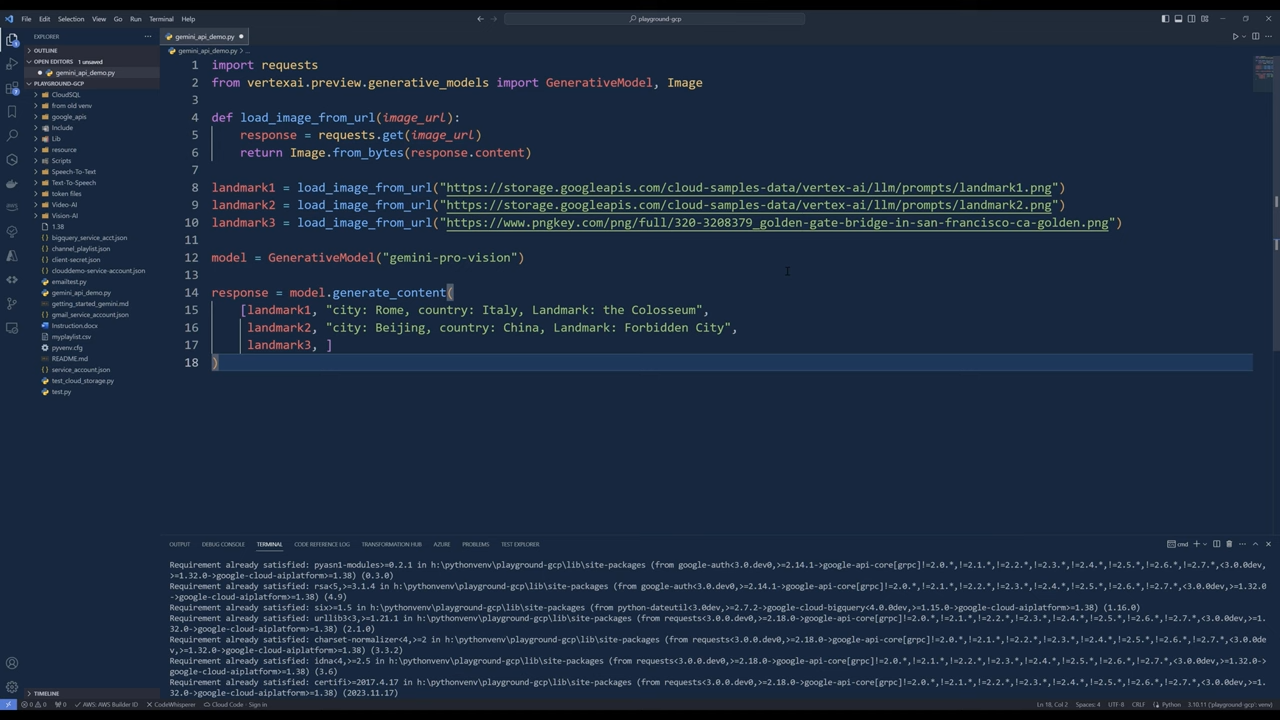 File Edit Selection View Go Run Terminal Help
playground-gcp
EXPLORER
OUTLINE
OPEN EDITORS 1 unsaved
gemini_api_demo.py
PLAYGROUND-GCP
CloudSQL
from old venv
google_apis
Include
Lib
resource
Scripts
Speech-To-Text
Text-To-Speech
token files
Video-AI
Vision-AI
1.38
bigquery_service_acct.json
channel_playlist.json
client-secret.json
clouddemo-service-account.json
emailtest.py
gemini_api_demo.py
getting_started_gemini.md
gmail_service_account.json
Instruction.docx
myplaylist.csv
pyvenv.cfg
README.md
service_account.json
test_cloud_storage.py
test.py
TIMELINE
gemini_api_demo.py
gemini_api_demo.py > ...
1 import requests
2 from vertexai.preview.generative_models import GenerativeModel, Image
3
4 def load_image_from_url(image_url):
5     response = requests.get(image_url)
6     return Image.from_bytes(response.content)
7
8 landmark1 = load_image_from_url("https://storage.googleapis.com/cloud-samples-data/vertex-ai/llm/prompts/landmark1.png")
9 landmark2 = load_image_from_url("https://storage.googleapis.com/cloud-samples-data/vertex-ai/llm/prompts/landmark2.png")
10 landmark3 = load_image_from_url("https://www.pngkey.com/png/full/320-3208379_golden-gate-bridge-in-san-francisco-ca-golden.png")
11
12 model = GenerativeModel("gemini-pro-vision")
13
14 response = model.generate_content(
15     [landmark1, "city: Rome, country: Italy, Landmark: the Colosseum",
16      landmark2, "city: Beijing, country: China, Landmark: Forbidden City",
17      landmark3, ]
18 )
OUTPUT DEBUG CONSOLE TERMINAL CODE REFERENCE LOG TRANSFORMATION HUB AZURE PROBLEMS TEST EXPLORER
cmd
Requirement already satisfied: pyasn1-modules>=0.2.1 in h:\pythonvenv\playground-gcp\lib\site-packages (from google-auth<3.0.dev0,>=2.14.1->google-api-core[grpc]!=2.0.*,!=2.1.*,!=2.2.*,!=2.3.*,!=2.4.*,!=2.5.*,!=2.6.*,!=2.7.*,<3.0.0dev,
>=1.32.0->google-cloud-aiplatform>=1.38) (0.3.0)
Requirement already satisfied: rsa<5,>=3.1.4 in h:\pythonvenv\playground-gcp\lib\site-packages (from google-auth<3.0.dev0,>=2.14.1->google-api-core[grpc]!=2.0.*,!=2.1.*,!=2.2.*,!=2.3.*,!=2.4.*,!=2.5.*,!=2.6.*,!=2.7.*,<3.0.0dev,>=1.32.0
->google-cloud-aiplatform>=1.38) (4.9)
Requirement already satisfied: six>=1.5 in h:\pythonvenv\playground-gcp\lib\site-packages (from python-dateutil<3.0dev,>=2.7.2->google-cloud-bigquery<4.0.0dev,>=1.15.0->google-cloud-aiplatform>=1.38) (1.16.0)
Requirement already satisfied: urllib3<3,>=1.21.1 in h:\pythonvenv\playground-gcp\lib\site-packages (from requests<3.0.0.dev0,>=2.18.0->google-api-core[grpc]!=2.0.*,!=2.1.*,!=2.2.*,!=2.3.*,!=2.4.*,!=2.5.*,!=2.6.*,!=2.7.*,<3.0.0dev,>=1.
32.0->google-cloud-aiplatform>=1.38) (2.1.0)
Requirement already satisfied: charset-normalizer<4,>=2 in h:\pythonvenv\playground-gcp\lib\site-packages (from requests<3.0.0.dev0,>=2.18.0->google-api-core[grpc]!=2.0.*,!=2.1.*,!=2.2.*,!=2.3.*,!=2.4.*,!=2.5.*,!=2.6.*,!=2.7.*,<3.0.0de
v,>=1.32.0->google-cloud-aiplatform>=1.38) (3.3.2)
Requirement already satisfied: idna<4,>=2.5 in h:\pythonvenv\playground-gcp\lib\site-packages (from requests<3.0.0.dev0,>=2.18.0->google-api-core[grpc]!=2.0.*,!=2.1.*,!=2.2.*,!=2.3.*,!=2.4.*,!=2.5.*,!=2.6.*,!=2.7.*,<3.0.0dev,>=1.32.0->
google-cloud-aiplatform>=1.38) (3.6)
Requirement already satisfied: certifi>=2017.4.17 in h:\pythonvenv\playground-gcp\lib\site-packages (from requests<3.0.0.dev0,>=2.18.0->google-api-core[grpc]!=2.0.*,!=2.1.*,!=2.2.*,!=2.3.*,!=2.4.*,!=2.5.*,!=2.6.*,!=2.7.*,<3.0.0dev,>=1.
32.0->google-cloud-aiplatform>=1.38) (2023.11.17)
0 0 0 AWS: AWS Builder ID CodeWhisperer Cloud Code - Sign in Ln 18, Col 2 Spaces: 4 UTF-8 CRLF Python 3.10.11 ('playground-gcp': venv)